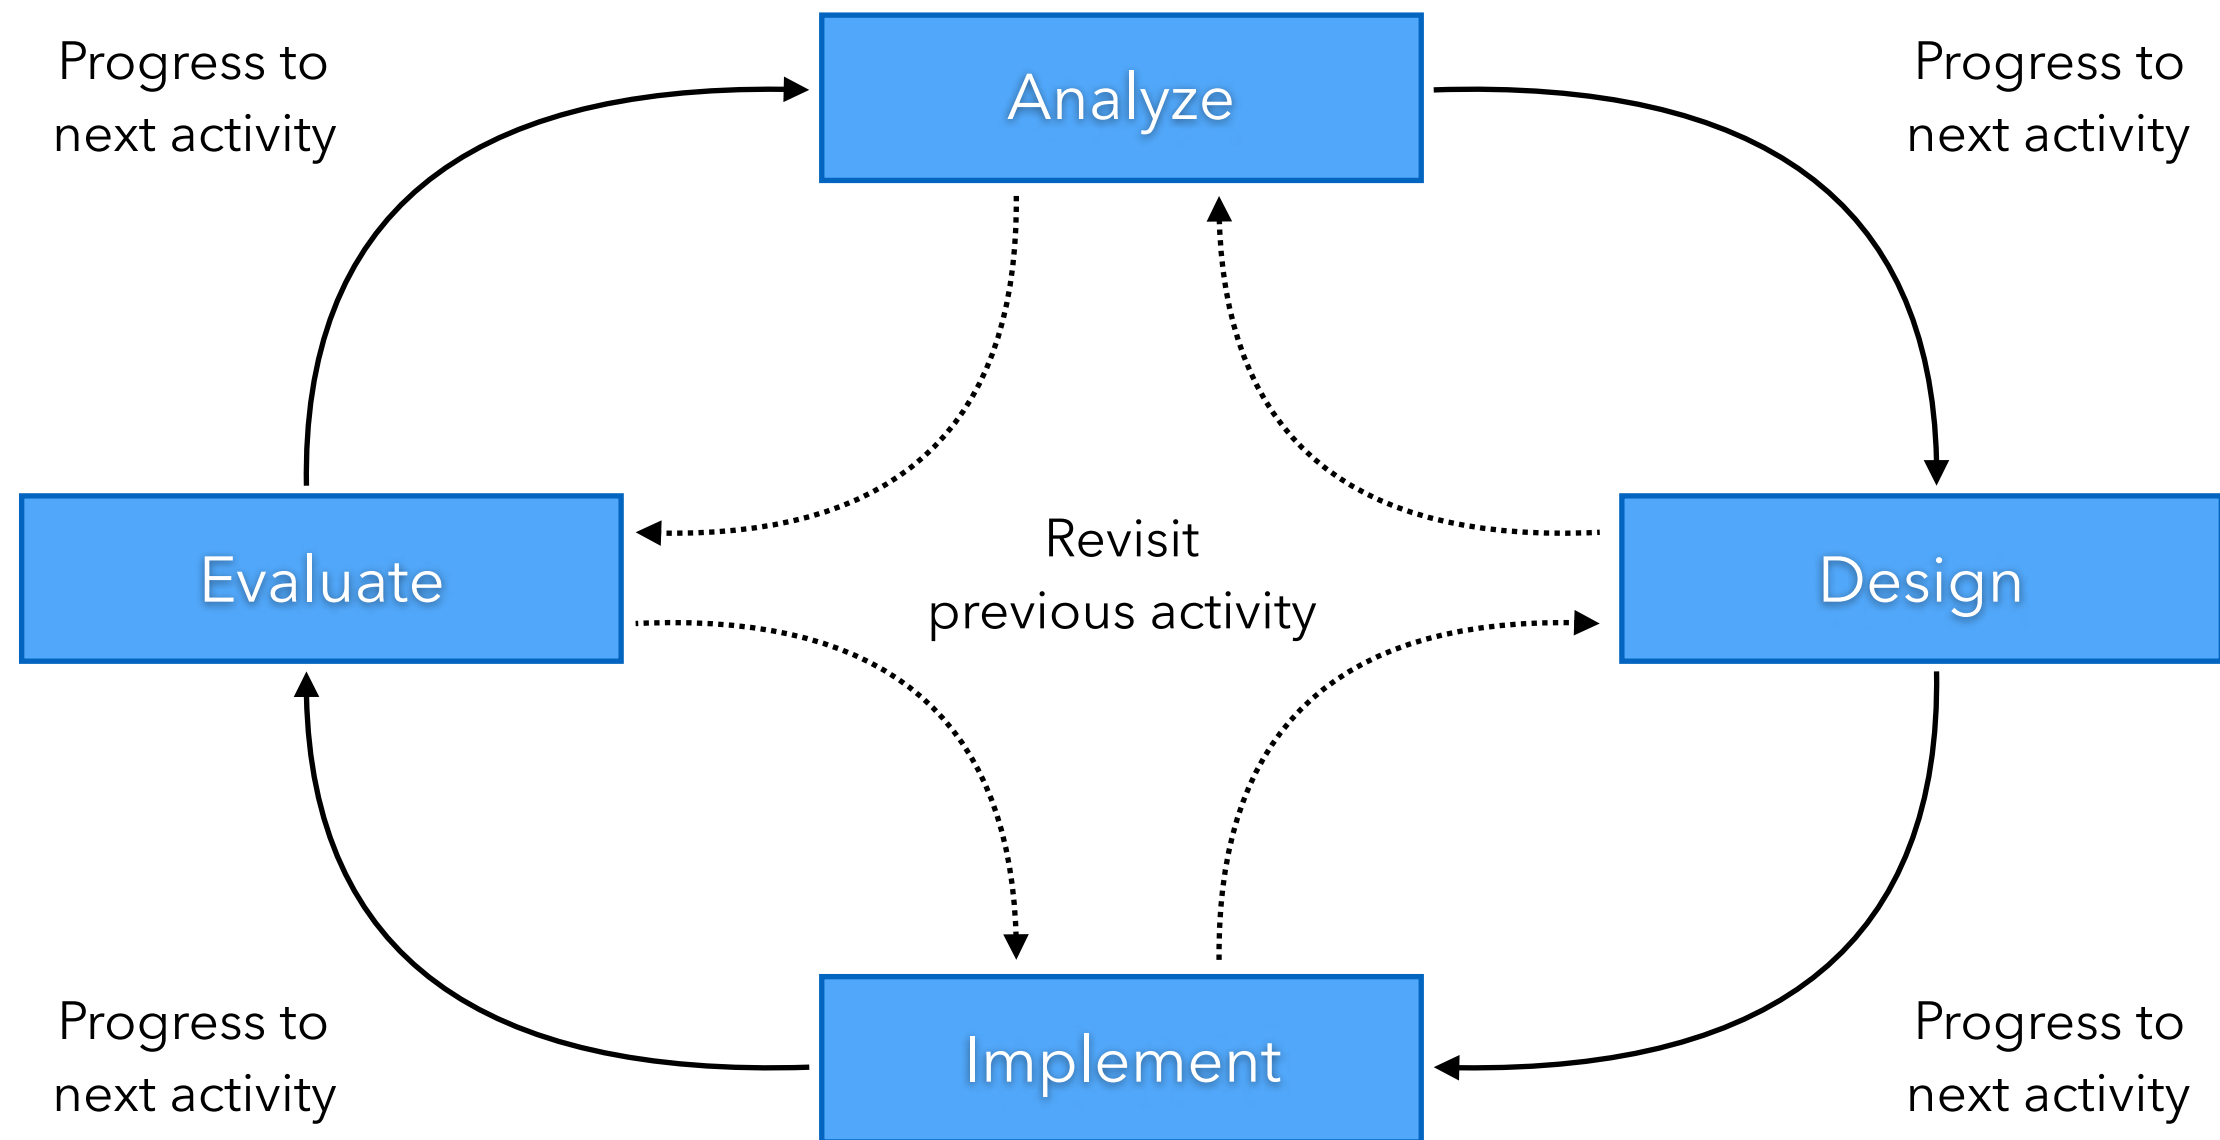 Progress to
next activity
Analyze
Progress to
next activity
Evaluate
Revisit
previous activity
Design
Progress to
next activity
Implement
Progress to
next activity